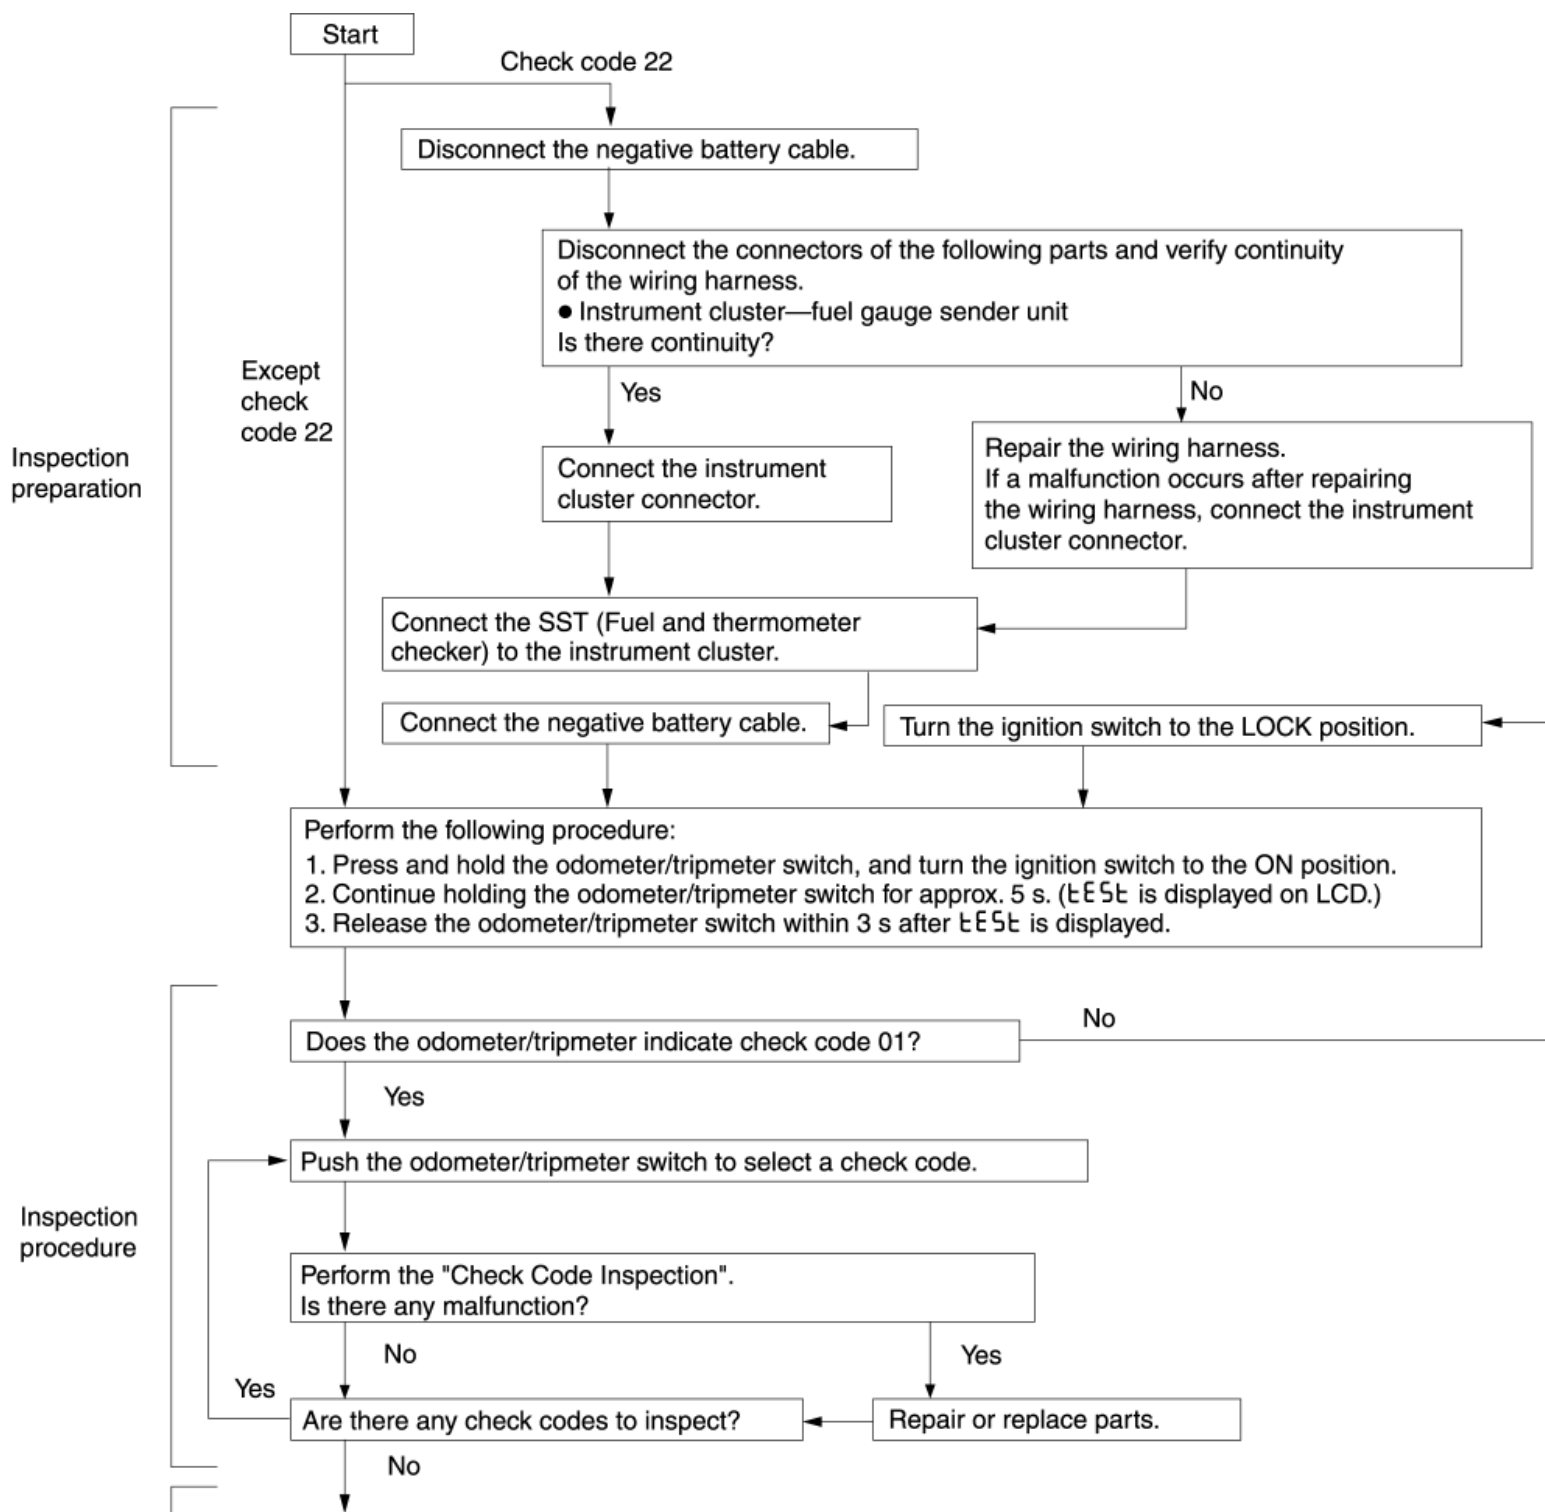 Start
Check code 22
Disconnect the negative battery cable.
Disconnect the connectors of the following parts and verify continuity
of the wiring harness.
● Instrument cluster—fuel gauge sender unit
Is there continuity?
Except
check
code 22
Yes
No
Inspection
preparation
Connect the instrument
cluster connector.
Repair the wiring harness.
If a malfunction occurs after repairing
the wiring harness, connect the instrument
cluster connector.
Connect the SST (Fuel and thermometer
checker) to the instrument cluster.
Connect the negative battery cable.
Turn the ignition switch to the LOCK position.
Perform the following procedure:
1. Press and hold the odometer/tripmeter switch, and turn the ignition switch to the ON position.
2. Continue holding the odometer/tripmeter switch for approx. 5 s. (tESt is displayed on LCD.)
3. Release the odometer/tripmeter switch within 3 s after tESt is displayed.
Does the odometer/tripmeter indicate check code 01?
No
Yes
Push the odometer/tripmeter switch to select a check code.
Inspection
procedure
Perform the "Check Code Inspection".
Is there any malfunction?
No
Yes
Yes
Are there any check codes to inspect?
Repair or replace parts.
No